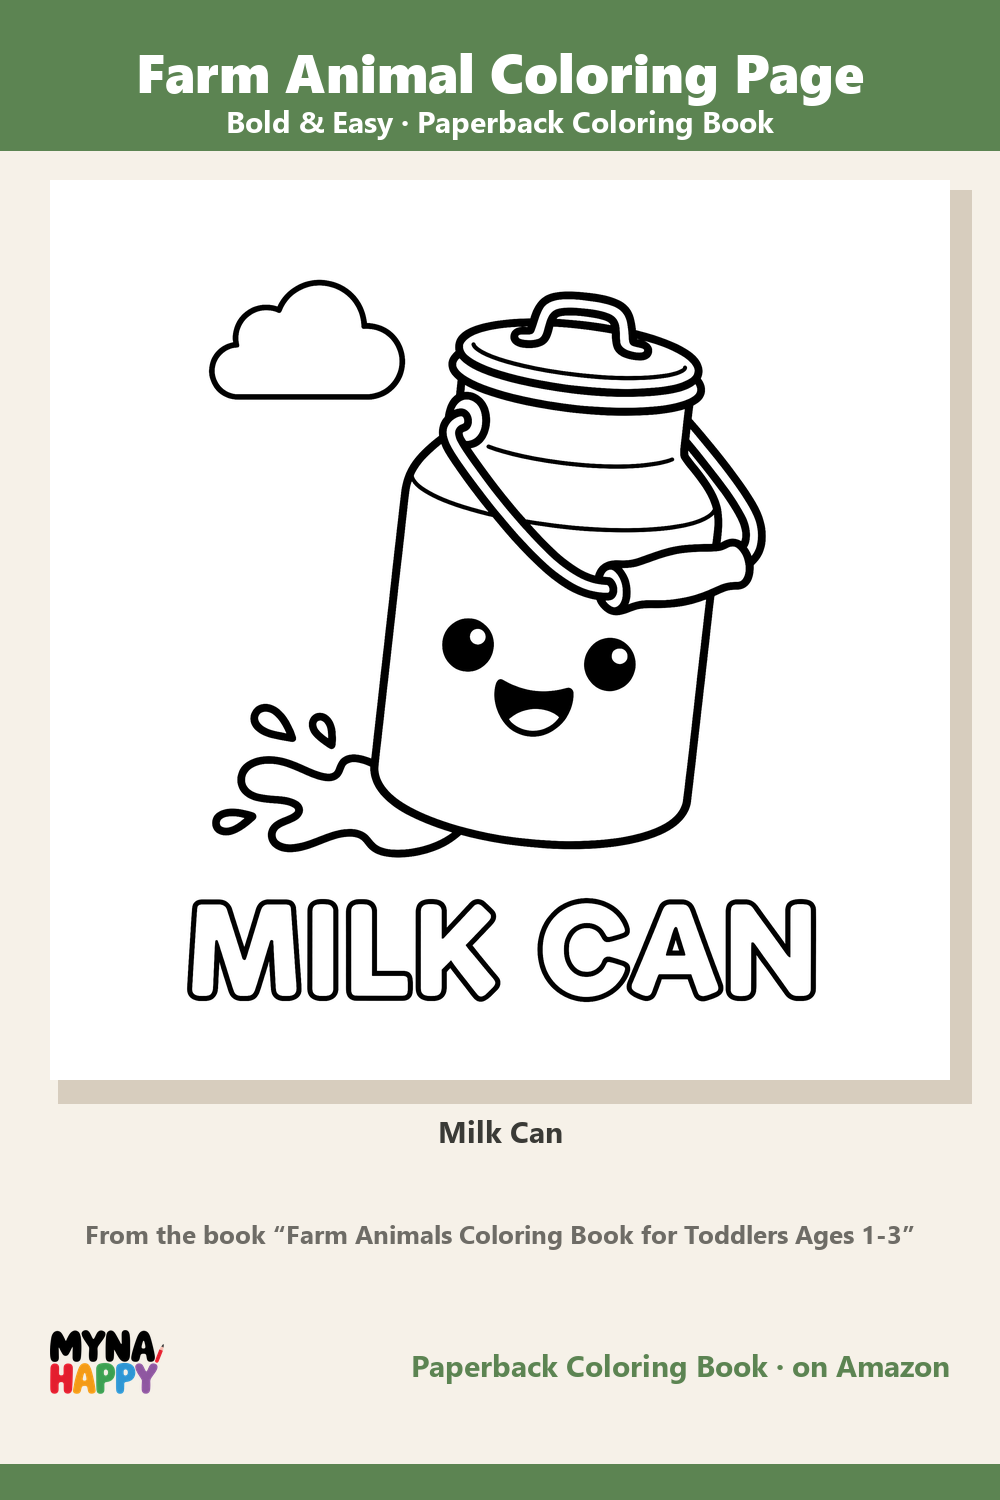 Farm Animal Coloring Page
Bold & Easy · Paperback Coloring Book
MILK CAN
Milk Can
From the book “Farm Animals Coloring Book for Toddlers Ages 1-3”
MYNA
HAPPY
Paperback Coloring Book · on Amazon